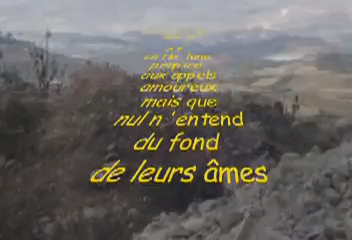 aux appels
amoureux
mais que
nul n'entend
du fond
de leurs âmes